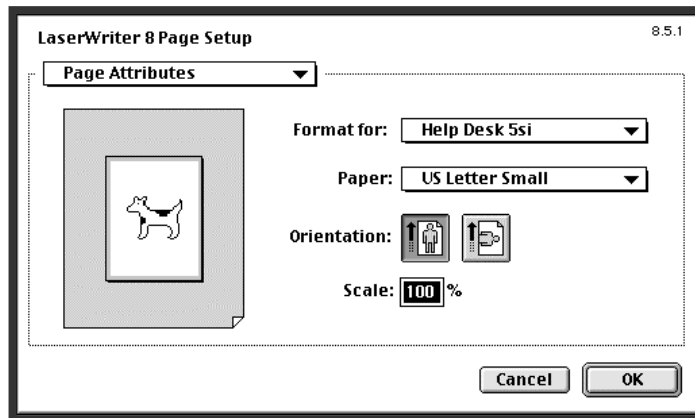 LaserWriter 8 Page Setup
8.5.1
Page Attributes
Format for: Help Desk 5si
Paper: US Letter Small
Orientation:
Scale: 100 %
Cancel OK